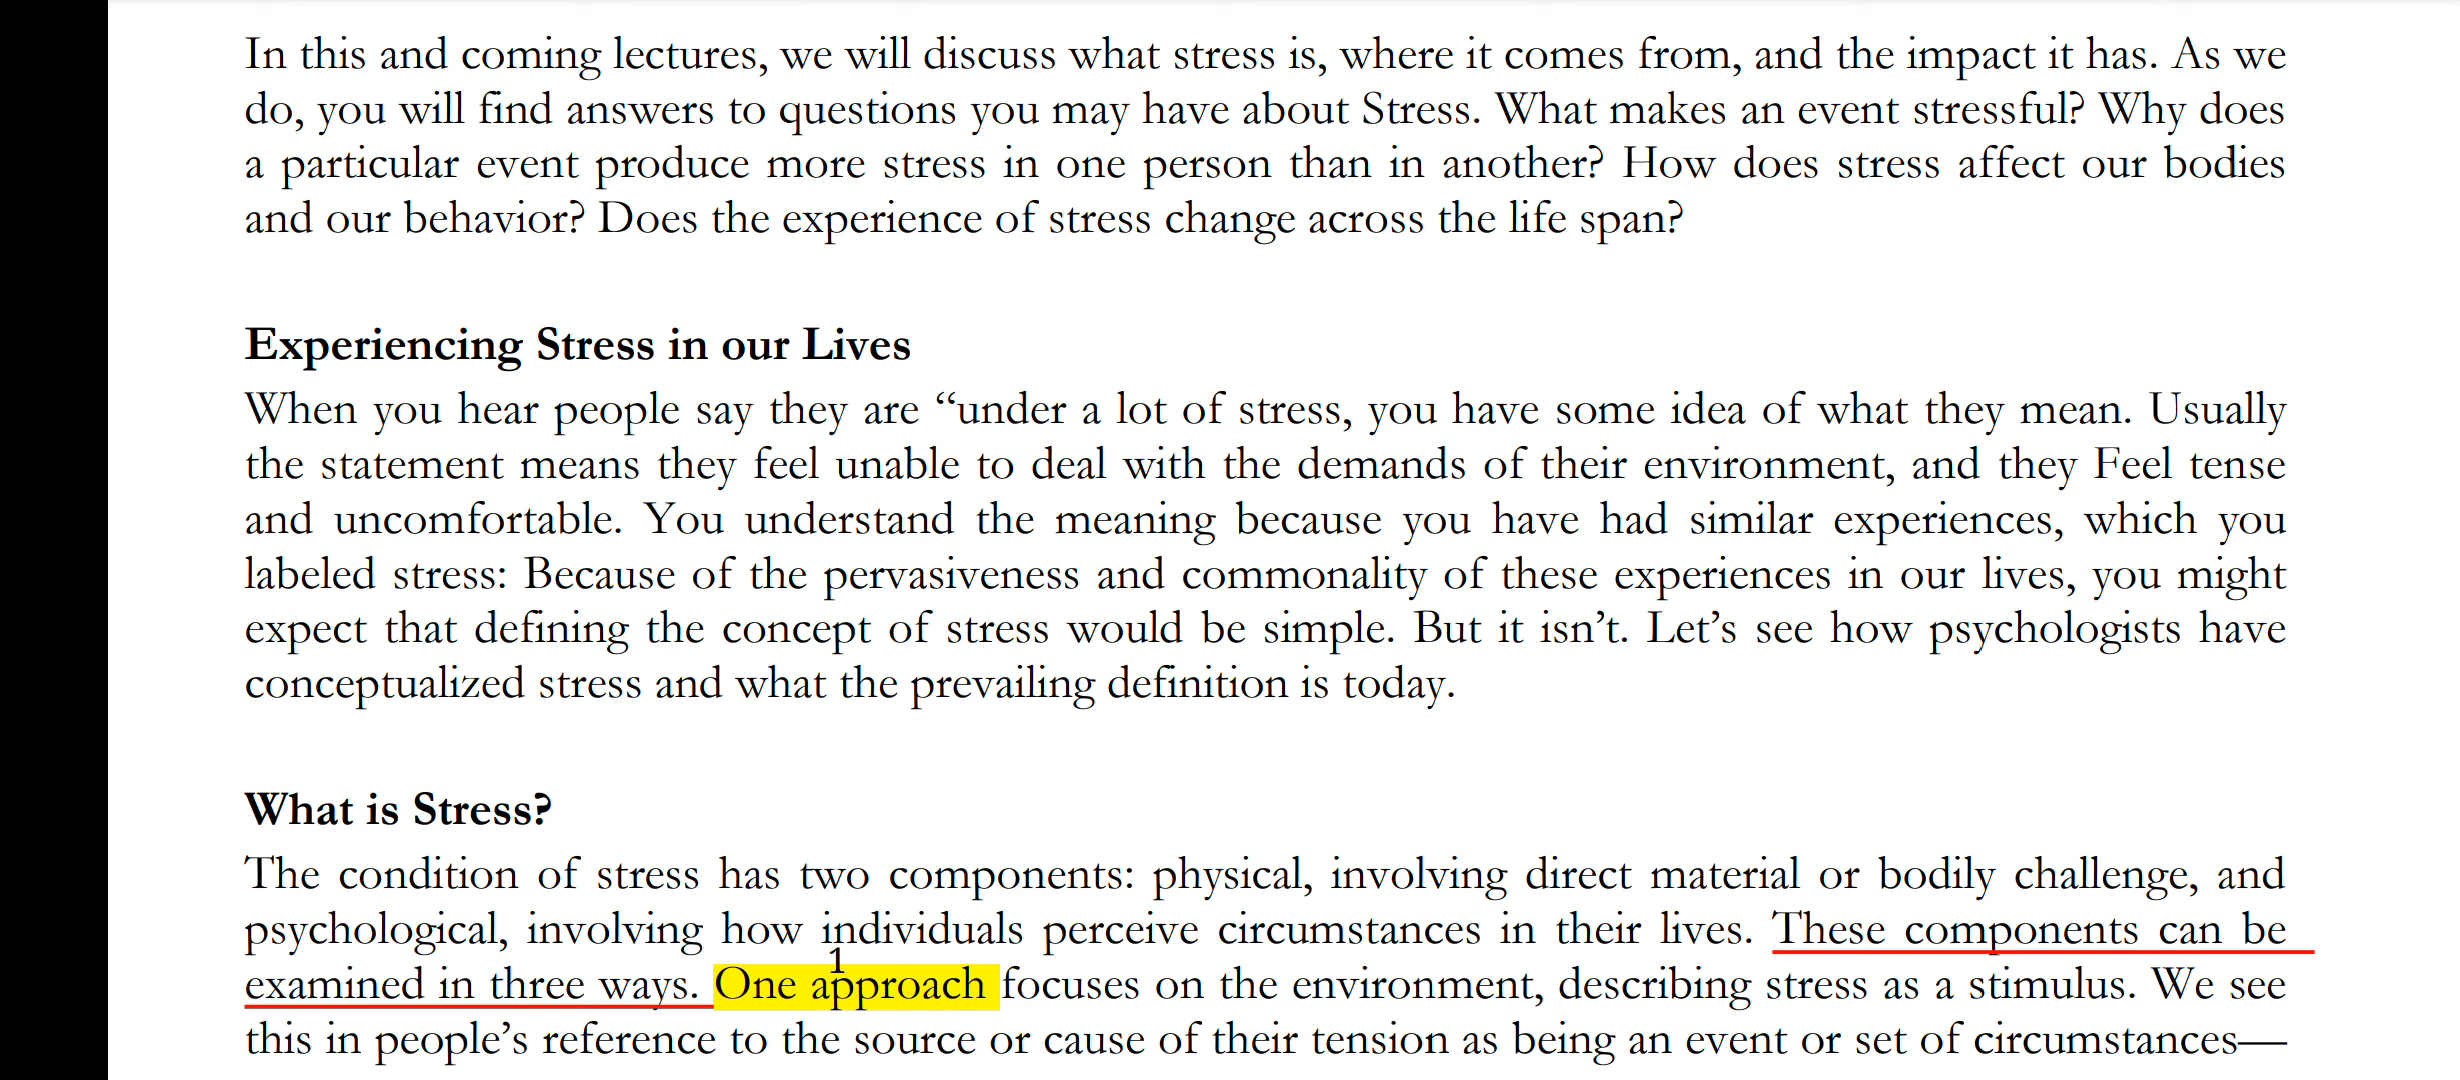 In this and coming lectures, we will discuss what stress is, where it comes from, and the impact it has. As we
do, you will find answers to questions you may have about Stress. What makes an event stressful? Why does
a particular event produce more stress in one person than in another? How does stress affect our bodies
and our behavior? Does the experience of stress change across the life span?
Experiencing Stress in our Lives
When you hear people say they are “under a lot of stress, you have some idea of what they mean. Usually
the statement means they feel unable to deal with the demands of their environment, and they Feel tense
and uncomfortable. You understand the meaning because you have had similar experiences, which you
labeled stress: Because of the pervasiveness and commonality of these experiences in our lives, you might
expect that defining the concept of stress would be simple. But it isn’t. Let’s see how psychologists have
conceptualized stress and what the prevailing definition is today.
What is Stress?
The condition of stress has two components: physical, involving direct material or bodily challenge, and
psychological, involving how individuals perceive circumstances in their lives. These components can be
1
examined in three ways. One approach focuses on the environment, describing stress as a stimulus. We see
this in people’s reference to the source or cause of their tension as being an event or set of circumstances—